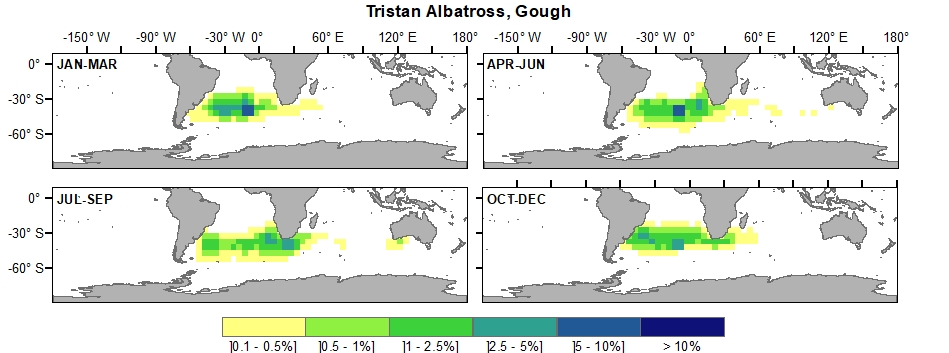 Tristan Albatross, Gough
-150° W -90° W -30° W 0° 60° E 120° E 180° -150° W -90° W -30° W 0° 60° E 120° E 180°
0° JAN-MAR 0° APR-JUN
-30° S -30° S
-60° S -60° S
0° JUL-SEP 0° OCT-DEC
-30° S -30° S
-60° S -60° S
]0.1 - 0.5%] ]0.5 - 1%] ]1 - 2.5%] ]2.5 - 5%] ]5 - 10%] > 10%